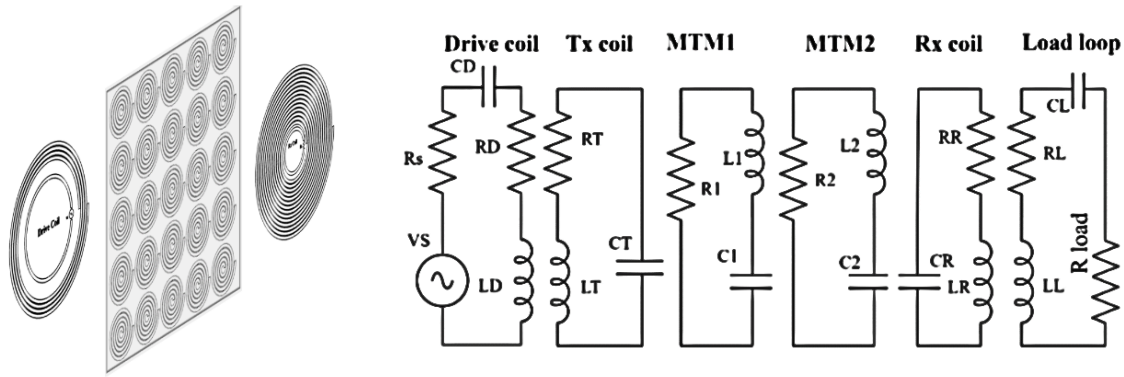 Drive Coil
Drive coil
Tx coil
MTM1
MTM2
Rx coil
Load loop
CD
CL
Rs
RD
RT
R1
L1
R2
L2
RR
RL
VS
LD
LT
CT
C1
C2
CR
LR
LL
R load